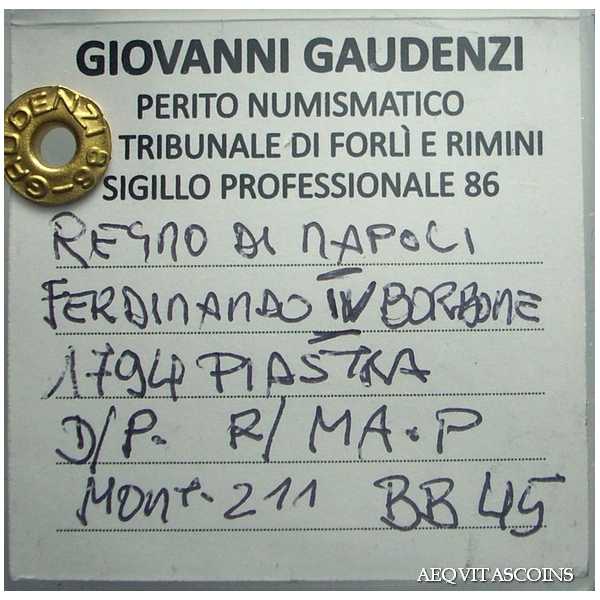 GIOVANNI GAUDENZI
PERITO NUMISMATICO
TRIBUNALE DI FORLÌ E RIMINI
SIGILLO PROFESSIONALE 86
GAUDENZI 86
REGNO DI NAPOLI
FERDINANDO IV BORBONE
1794 PIASTRA
D/P. R/ MA.P
MONT. 211 BB 45
AEQVITASCOINS